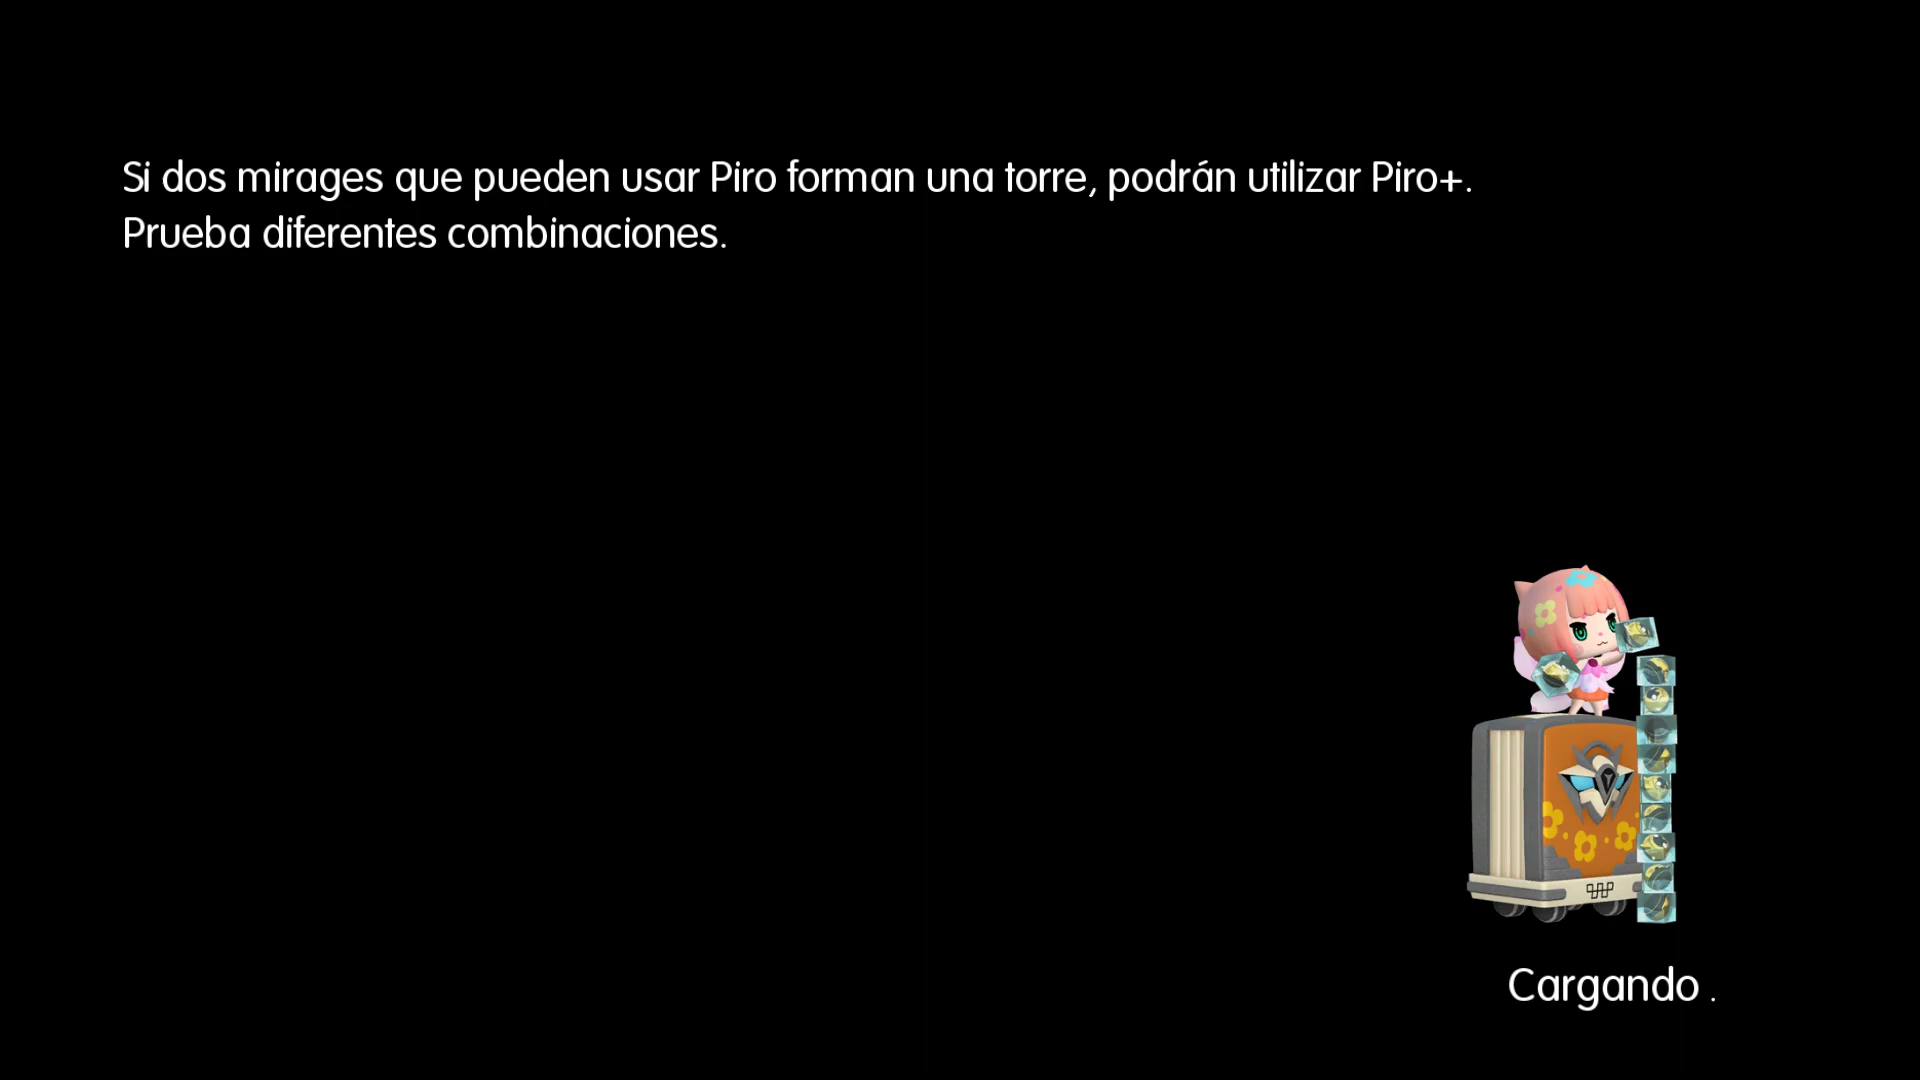 Si dos mirages que pueden usar Piro forman una torre, podrán utilizar Piro+.
Prueba diferentes combinaciones.
Cargando .